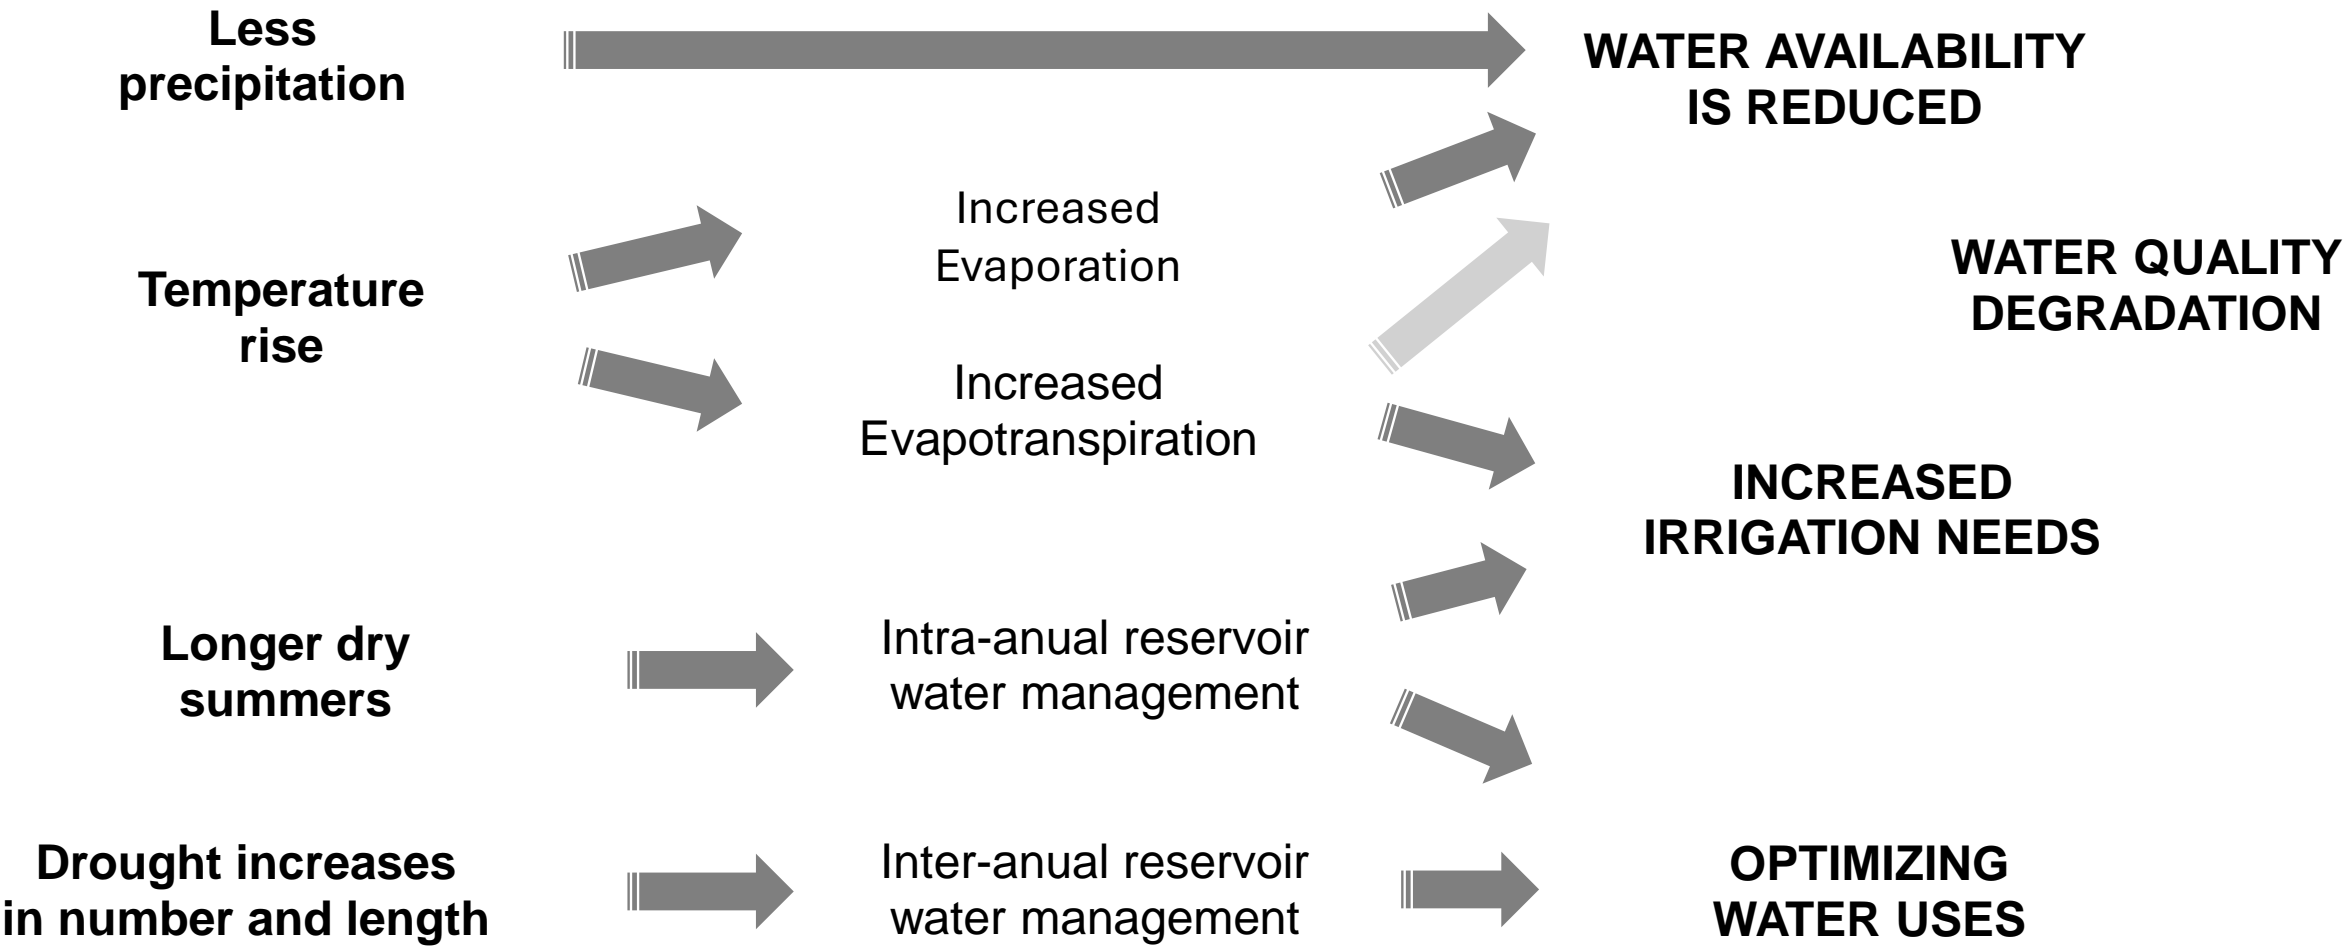 Less
precipitation
WATER AVAILABILITY
IS REDUCED
Increased
Evaporation
WATER QUALITY
DEGRADATION
Temperature
rise
Increased
Evapotranspiration
INCREASED
IRRIGATION NEEDS
Longer dry
summers
Intra-anual reservoir
water management
Drought increases
in number and length
Inter-anual reservoir
water management
OPTIMIZING
WATER USES